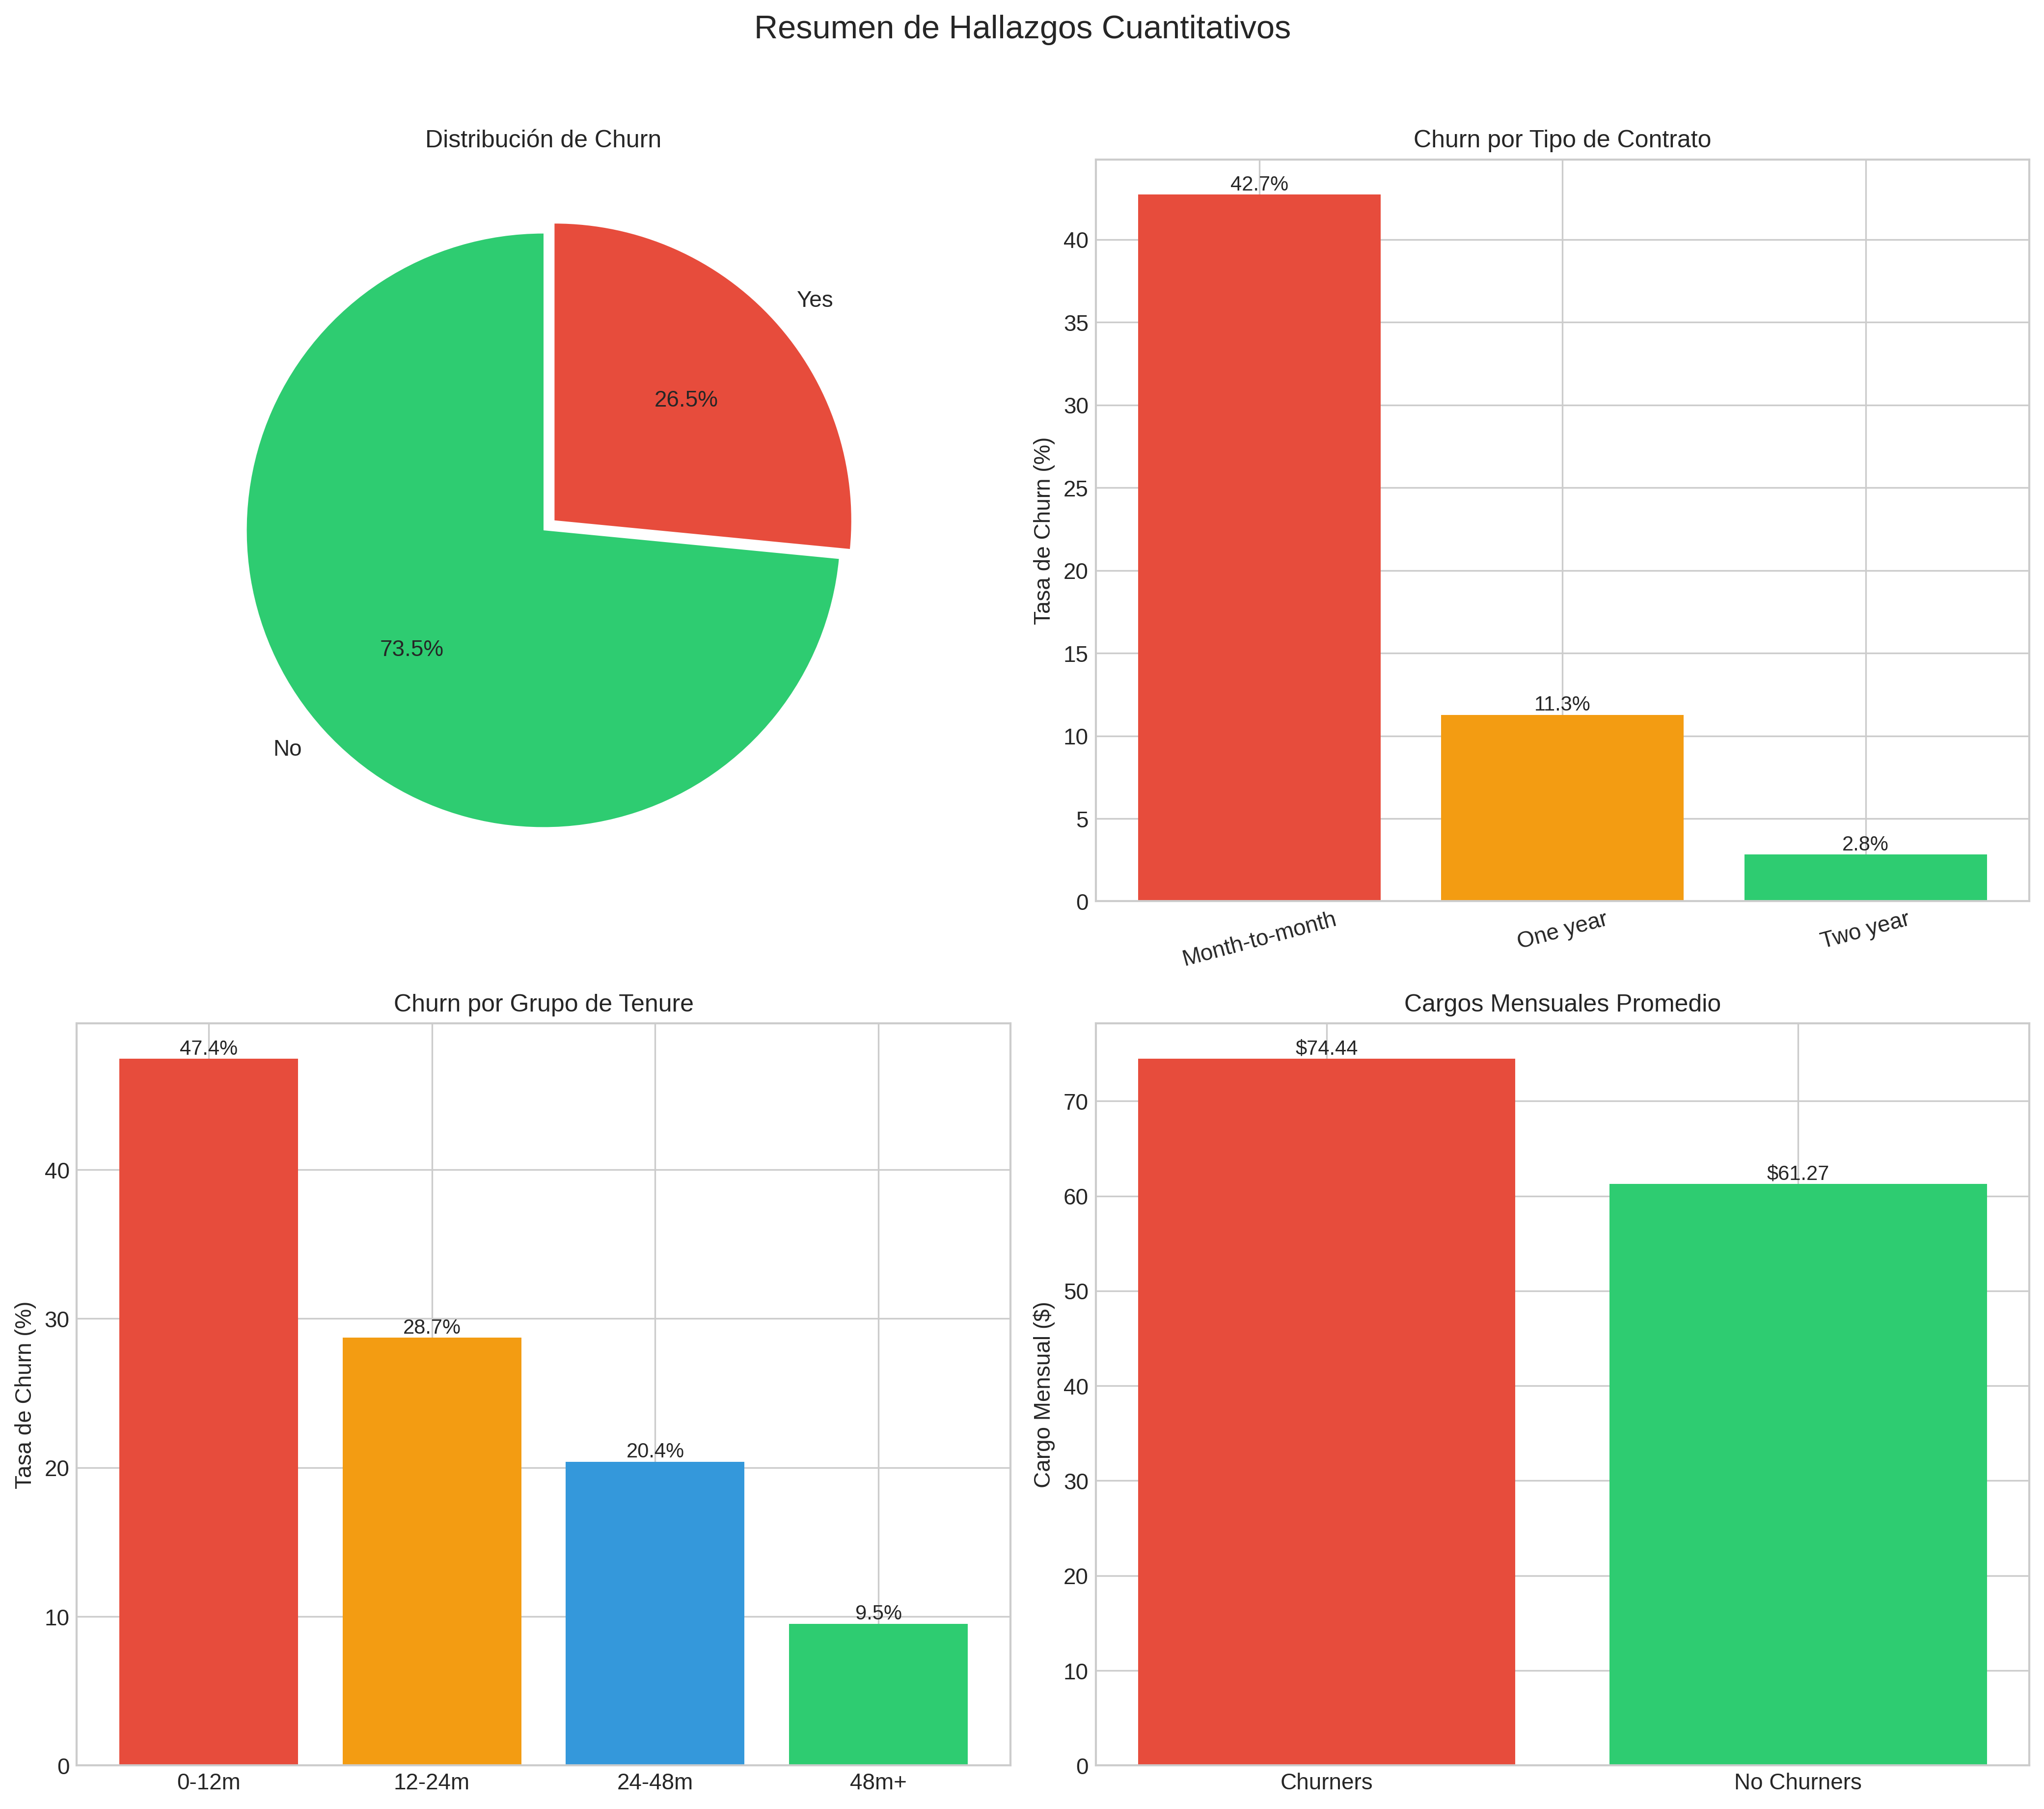 Resumen de Hallazgos Cuantitativos
Distribución de Churn
Yes
26.5%
73.5%
No
Churn por Tipo de Contrato
Tasa de Churn (%)
40
35
30
25
20
15
10
5
0
42.7%
11.3%
2.8%
Month-to-month
One year
Two year
Churn por Grupo de Tenure
Tasa de Churn (%)
40
30
20
10
0
47.4%
28.7%
20.4%
9.5%
0-12m
12-24m
24-48m
48m+
Cargos Mensuales Promedio
Cargo Mensual ($)
70
60
50
40
30
20
10
0
$74.44
$61.27
Churners
No Churners